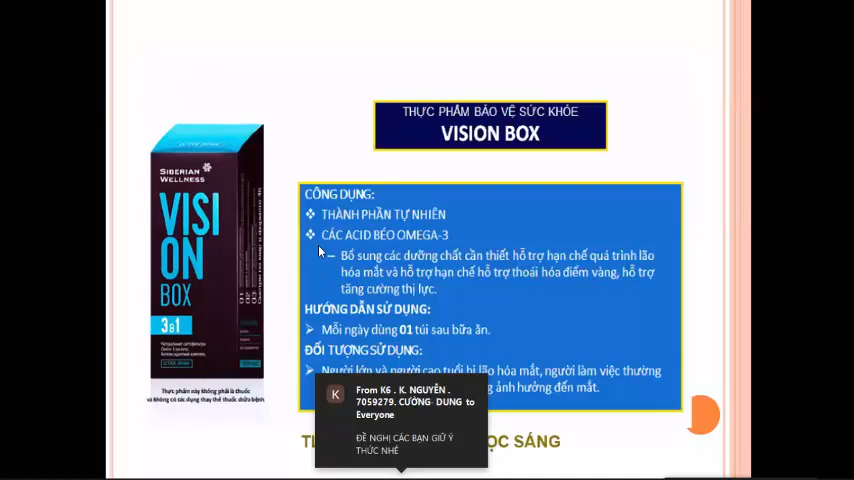 THỰC PHẨM BẢO VỆ SỨC KHỎE
VISION BOX
SIBERIAN
WELLNESS
VISI
ON
BOX
3в1
CÔNG DỤNG:
THÀNH PHẦN TỰ NHIÊN
CÁC ACID BÉO OMEGA-3
– Bổ sung các dưỡng chất cần thiết hỗ trợ hạn chế quá trình lão
hóa mắt và hỗ trợ hạn chế hỗ trợ thoái hóa điểm vàng, hỗ trợ
tăng cường thị lực.
HƯỚNG DẪN SỬ DỤNG:
Mỗi ngày dùng 01 túi sau bữa ăn.
ĐỐI TƯỢNG SỬ DỤNG:
Người lớn và người cao tuổi bị lão hóa mắt, người làm việc thường
ảnh hưởng đến mắt.
Thực phẩm này không phải là thuốc
và không có tác dụng thay thế thuốc chữa bệnh
K
From K6 . K. NGUYỄN .
7059279. CƯỜNG- DUNG to
Everyone
ĐỀ NGHỊ CÁC BẠN GIỮ Ý
THỨC NHÉ
SÁNG